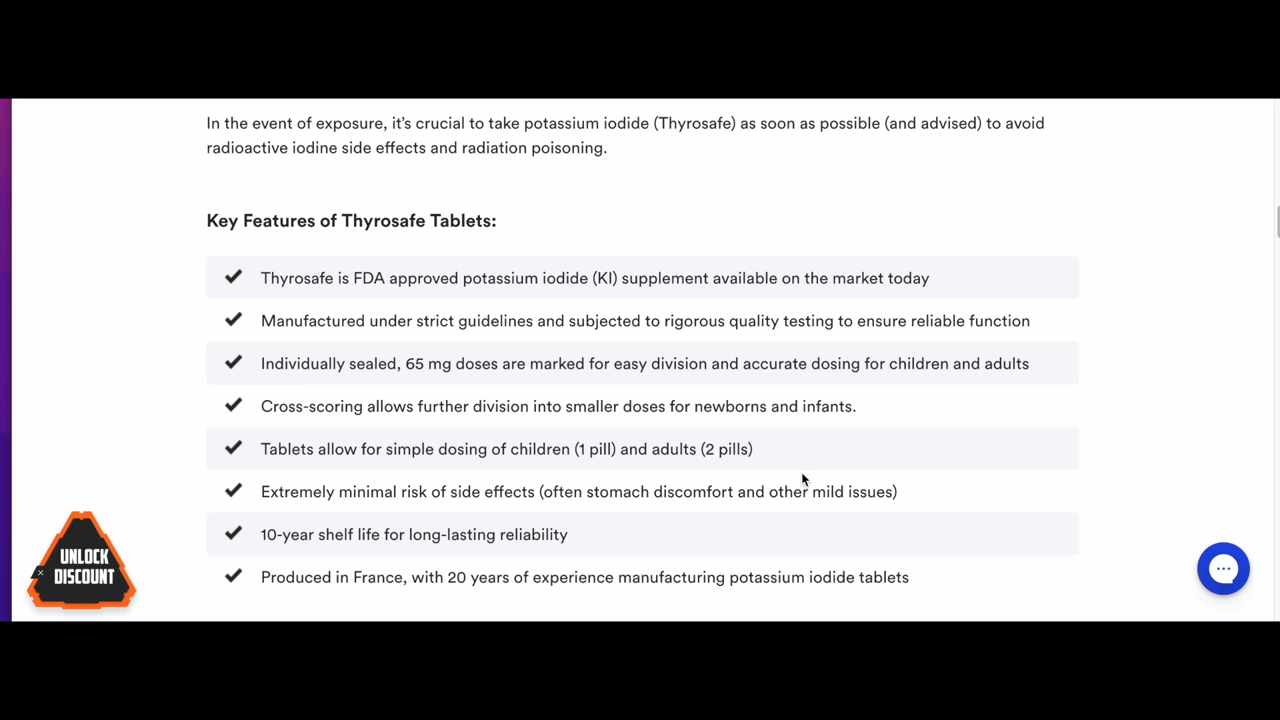 In the event of exposure, it’s crucial to take potassium iodide (Thyrosafe) as soon as possible (and advised) to avoid
radioactive iodine side effects and radiation poisoning.
Key Features of Thyrosafe Tablets:
Thyrosafe is FDA approved potassium iodide (KI) supplement available on the market today
Manufactured under strict guidelines and subjected to rigorous quality testing to ensure reliable function
Individually sealed, 65 mg doses are marked for easy division and accurate dosing for children and adults
Cross-scoring allows further division into smaller doses for newborns and infants.
Tablets allow for simple dosing of children (1 pill) and adults (2 pills)
Extremely minimal risk of side effects (often stomach discomfort and other mild issues)
10-year shelf life for long-lasting reliability
Produced in France, with 20 years of experience manufacturing potassium iodide tablets
UNLOCK
DISCOUNT